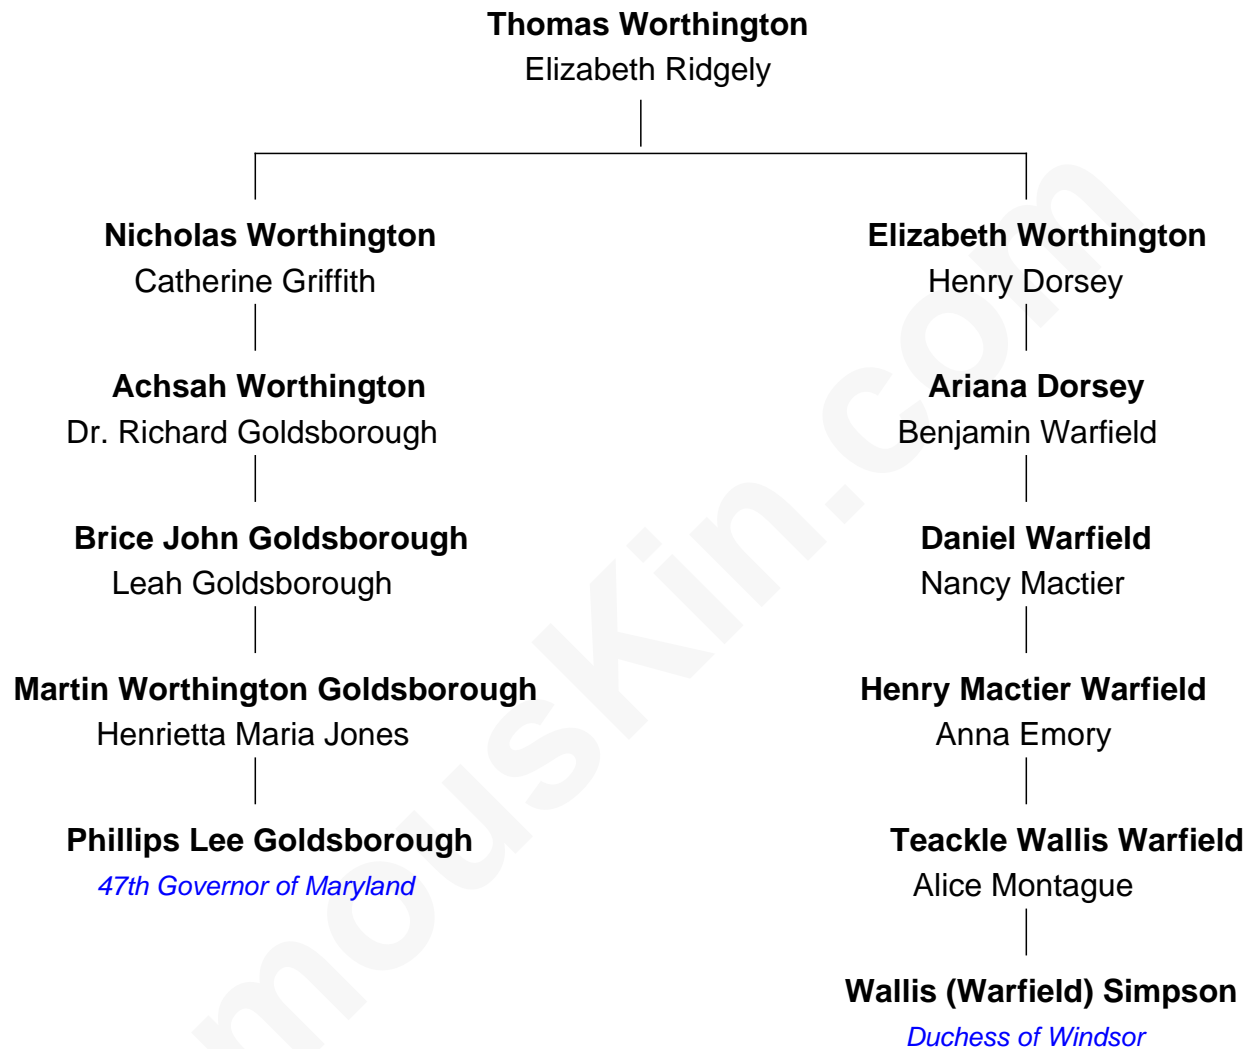 Thomas Worthington
Elizabeth Ridgely
Nicholas Worthington
Catherine Griffith
Achsah Worthington
Dr. Richard Goldsborough
Brice John Goldsborough
Leah Goldsborough
Martin Worthington Goldsborough
Henrietta Maria Jones
Phillips Lee Goldsborough
47th Governor of Maryland
Elizabeth Worthington
Henry Dorsey
Ariana Dorsey
Benjamin Warfield
Daniel Warfield
Nancy Mactier
Henry Mactier Warfield
Anna Emory
Teackle Wallis Warfield
Alice Montague
Wallis (Warfield) Simpson
Duchess of Windsor
mousKin.com